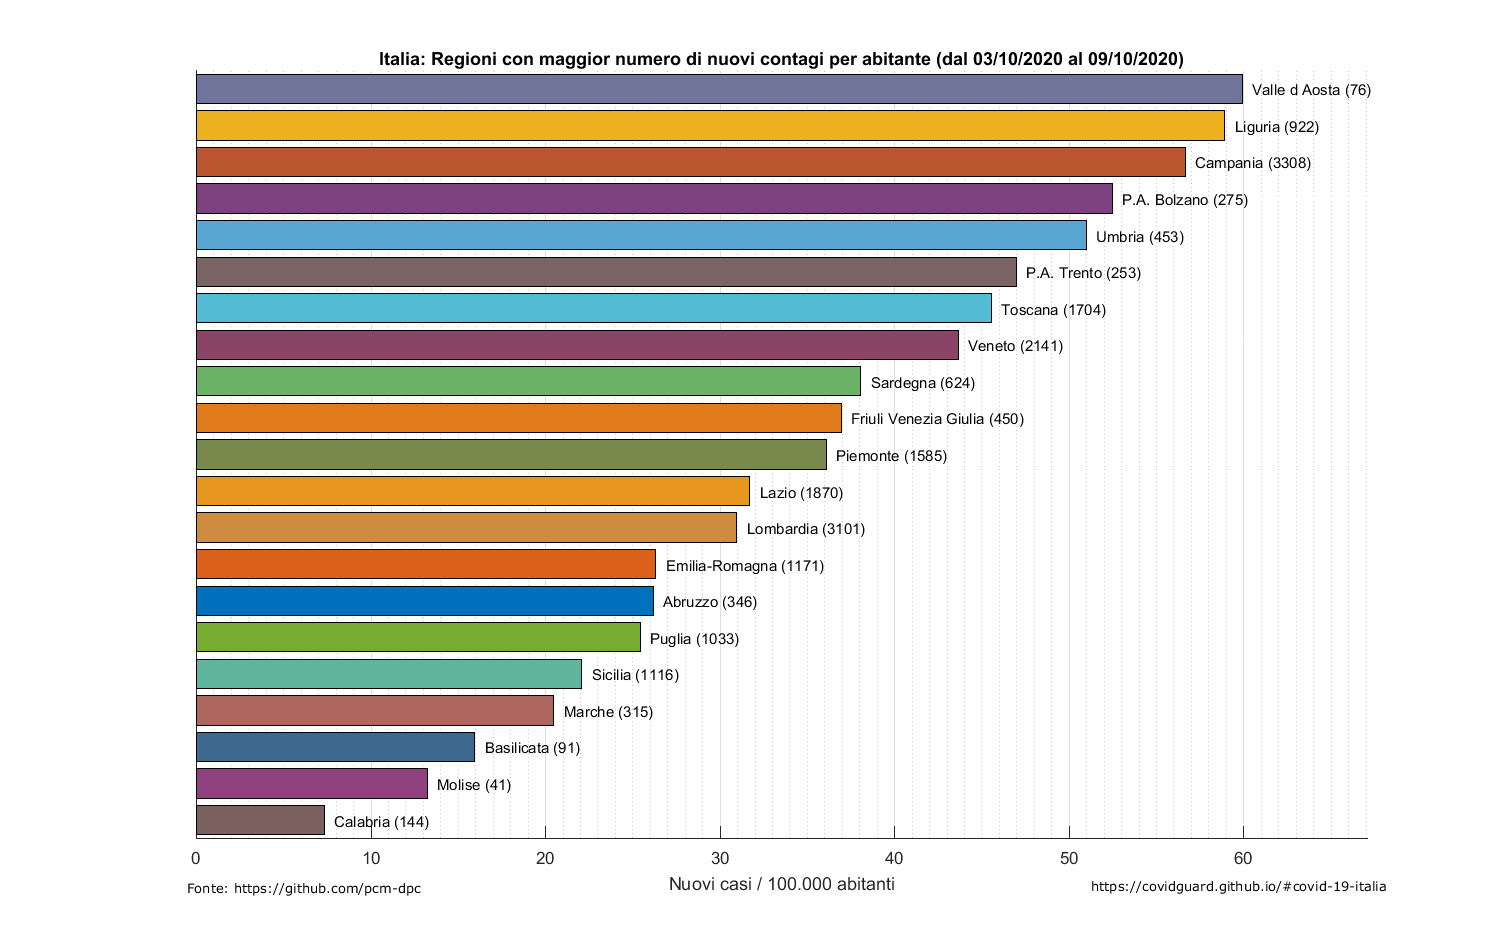 Italia: Regioni con maggior numero di nuovi contagi per abitante (dal 03/10/2020 al 09/10/2020)
Valle d Aosta (76)
Liguria (922)
Campania (3308)
P.A. Bolzano (275)
Umbria (453)
P.A. Trento (253)
Toscana (1704)
Veneto (2141)
Sardegna (624)
Friuli Venezia Giulia (450)
Piemonte (1585)
Lazio (1870)
Lombardia (3101)
Emilia-Romagna (1171)
Abruzzo (346)
Puglia (1033)
Sicilia (1116)
Marche (315)
Basilicata (91)
Molise (41)
Calabria (144)
0 10 20 30 40 50 60
Nuovi casi / 100.000 abitanti
Fonte: https://github.com/pcm-dpc
https://covidguard.github.io/#covid-19-italia